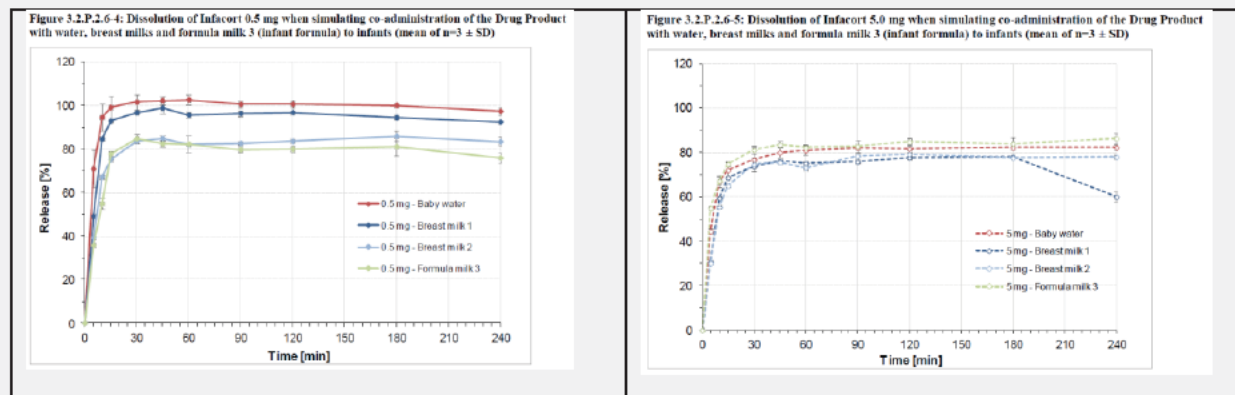 Figure 3.2.P.2.6-4: Dissolution of Infacort 0.5 mg when simulating co-administration of the Drug Product
with water, breast milks and formula milk 3 (infant formula) to infants (mean of n=3 ± SD)
120
100
80
60
40
20
0
Release [%]
0.5 mg - Baby water
0.5 mg - Breast milk 1
0.5 mg - Breast milk 2
0.5 mg - Formula milk 3
0 30 60 90 120 150 180 210 240
Time [min]
Figure 3.2.P.2.6-5: Dissolution of Infacort 5.0 mg when simulating co-administration of the Drug Product
with water, breast milks and formula milk 3 (infant formula) to infants (mean of n=3 ± SD)
120
100
80
60
40
20
0
Release [%]
5 mg - Baby water
5 mg - Breast milk 1
5 mg - Breast milk 2
5 mg - Formula milk 3
0 30 60 90 120 150 180 210 240
Time [min]